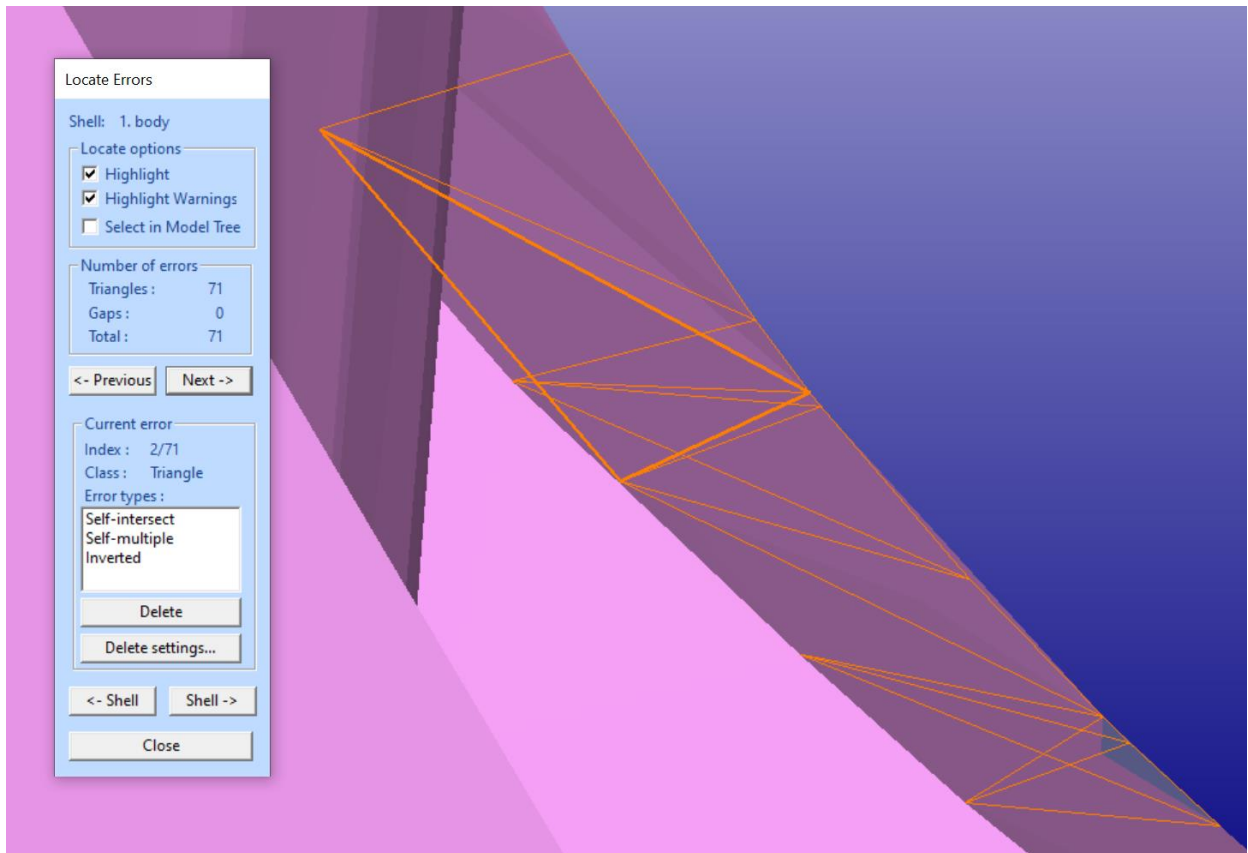 Locate Errors
Shell: 1. body
Locate options
Highlight
Highlight Warnings
Select in Model Tree
Number of errors
Triangles : 71
Gaps : 0
Total : 71
<- Previous Next ->
Current error
Index : 2/71
Class : Triangle
Error types :
Self-intersect
Self-multiple
Inverted
Delete
Delete settings...
<- Shell Shell ->
Close